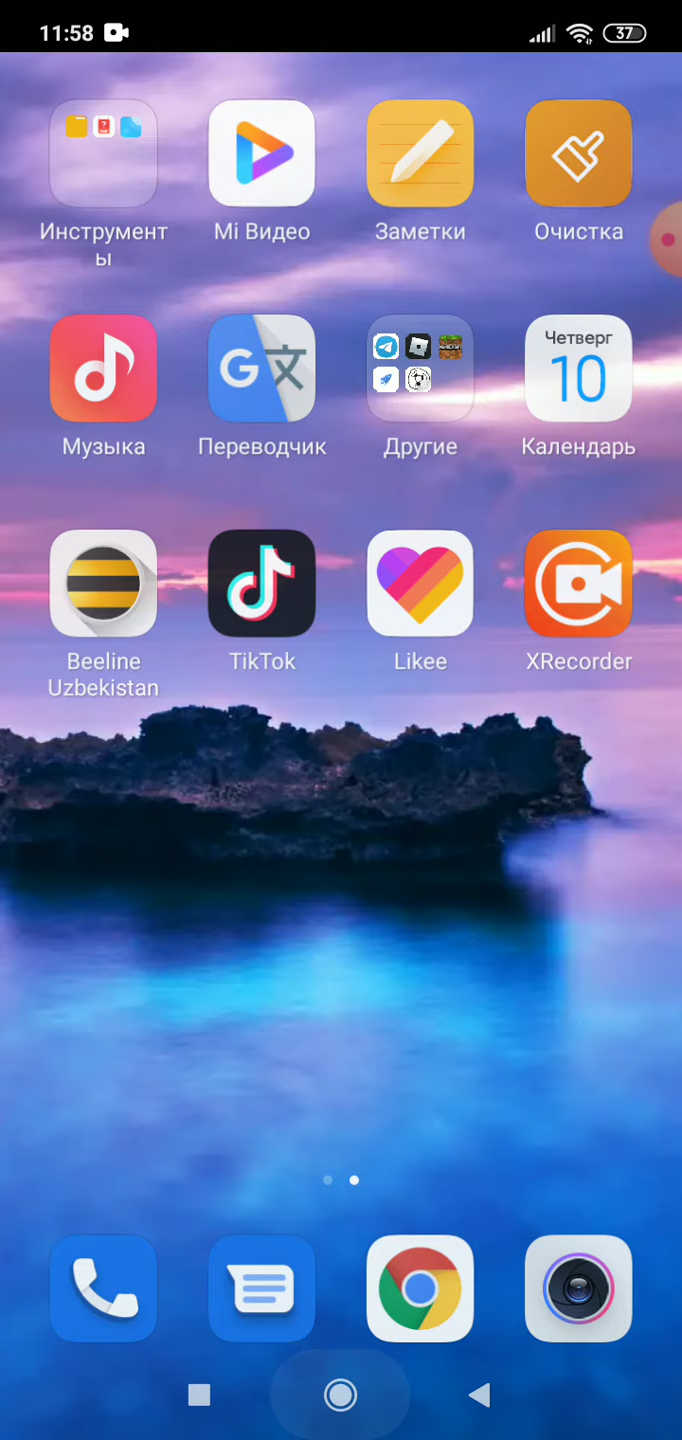 11:58
37
Инструмент
ы
Mi Видео
Заметки
Очистка
Музыка
Переводчик
Другие
Четверг
10
Календарь
Beeline
Uzbekistan
TikTok
Likee
XRecorder